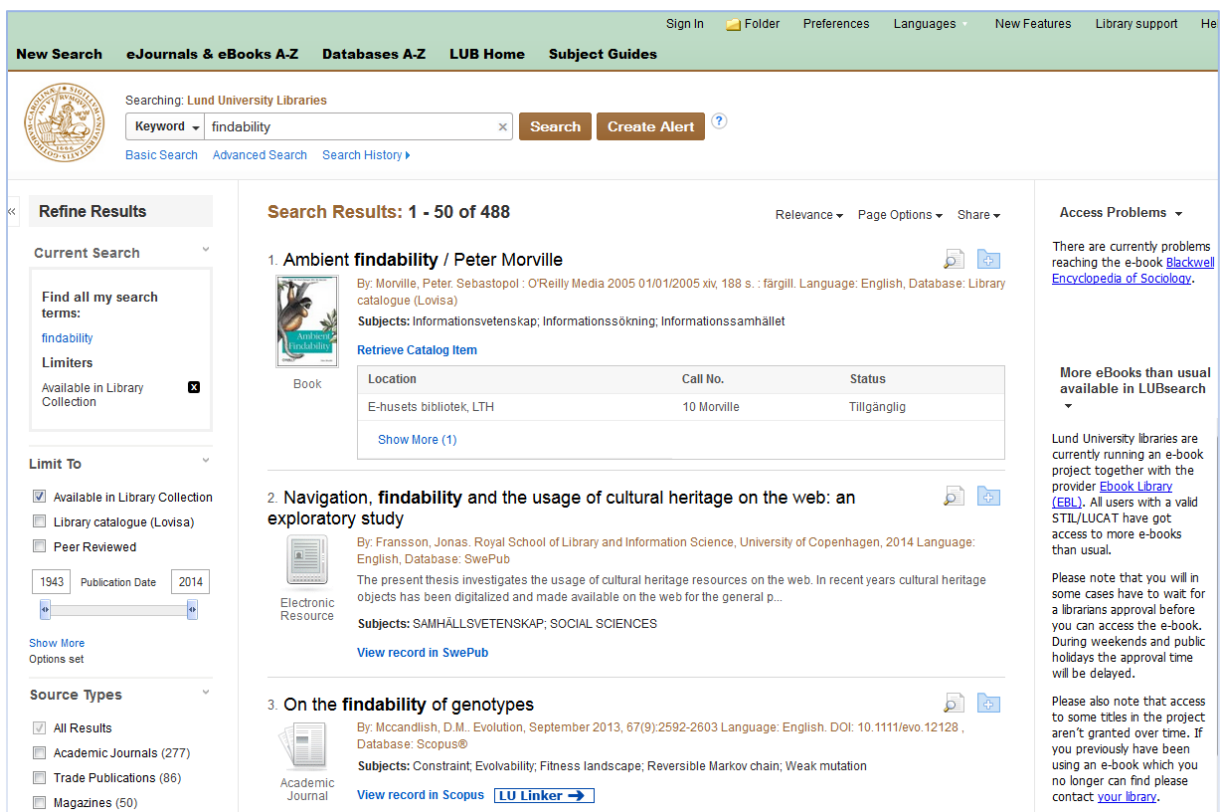 Sign In Folder Preferences Languages New Features Library support He
New Search eJournals & eBooks A-Z Databases A-Z LUB Home Subject Guides
Searching: Lund University Libraries
Keyword findability × Search Create Alert ?
Basic Search Advanced Search Search History
«
Refine Results
Current Search
Find all my search
terms:
findability
Limiters
Available in Library
Collection
Limit To
Available in Library Collection
Library catalogue (Lovisa)
Peer Reviewed
1943 Publication Date 2014
Show More
Options set
Source Types
All Results
Academic Journals (277)
Trade Publications (86)
Magazines (50)
Search Results: 1 - 50 of 488
Relevance Page Options Share
1. Ambient findability / Peter Morville
By: Morville, Peter. Sebastopol : O'Reilly Media 2005 01/01/2005 xiv, 188 s. : färgill. Language: English, Database: Library
catalogue (Lovisa)
Subjects: Informationsvetenskap; Informationssökning; Informationssamhället
Retrieve Catalog Item
Ambient
Findability
Book
Location Call No. Status
E-husets bibliotek, LTH 10 Morville Tillgänglig
Show More (1)
2. Navigation, findability and the usage of cultural heritage on the web: an
exploratory study
By: Fransson, Jonas. Royal School of Library and Information Science, University of Copenhagen, 2014 Language:
English, Database: SwePub
The present thesis investigates the usage of cultural heritage resources on the web. In recent years cultural heritage
objects has been digitalized and made available on the web for the general p...
Electronic
Resource
Subjects: SAMHÄLLSVETENSKAP; SOCIAL SCIENCES
View record in SwePub
3. On the findability of genotypes
By: Mccandlish, D.M.. Evolution, September 2013, 67(9):2592-2603 Language: English. DOI: 10.1111/evo.12128 ,
Database: Scopus®
Subjects: Constraint; Evolvability; Fitness landscape; Reversible Markov chain; Weak mutation
Academic
Journal
View record in Scopus LU Linker
Access Problems
There are currently problems
reaching the e-book Blackwell
Encyclopedia of Sociology.
More eBooks than usual
available in LUBsearch
Lund University libraries are
currently running an e-book
project together with the
provider Ebook Library
(EBL). All users with a valid
STIL/LUCAT have got
access to more e-books
than usual.
Please note that you will in
some cases have to wait for
a librarians approval before
you can access the e-book.
During weekends and public
holidays the approval time
will be delayed.
Please also note that access
to some titles in the project
aren't granted over time. If
you previously have been
using an e-book which you
no longer can find please
contact your library.